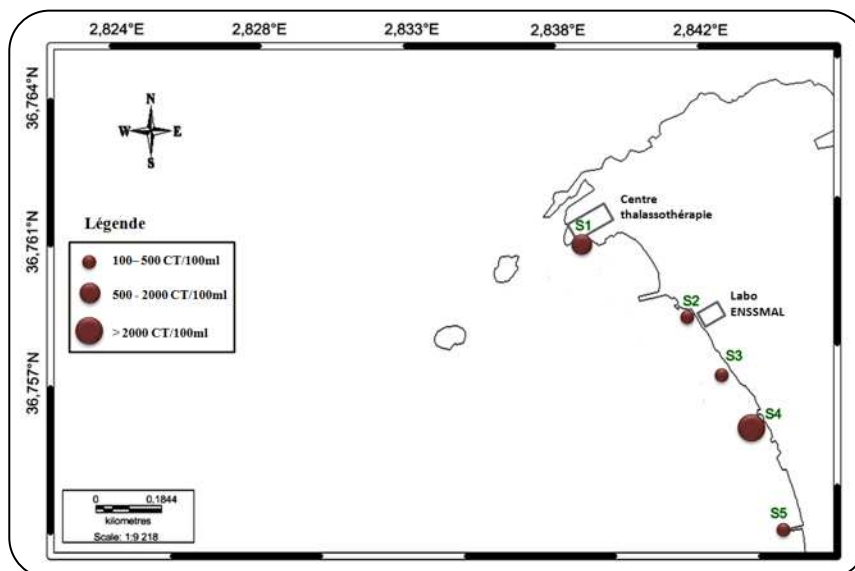 2,824°E 2,828°E 2,833°E 2,838°E 2,842°E
36,764°N
36,761°N
36,757°N
N
W E
S
Légende
100– 500 CT/100ml
500 - 2000 CT/100ml
> 2000 CT/100ml
Centre
thalassothérapie
S1
S2
Labo
ENSSMAL
S3
S4
S5
0 0,1844
kilometres
Scale: 1:9 218